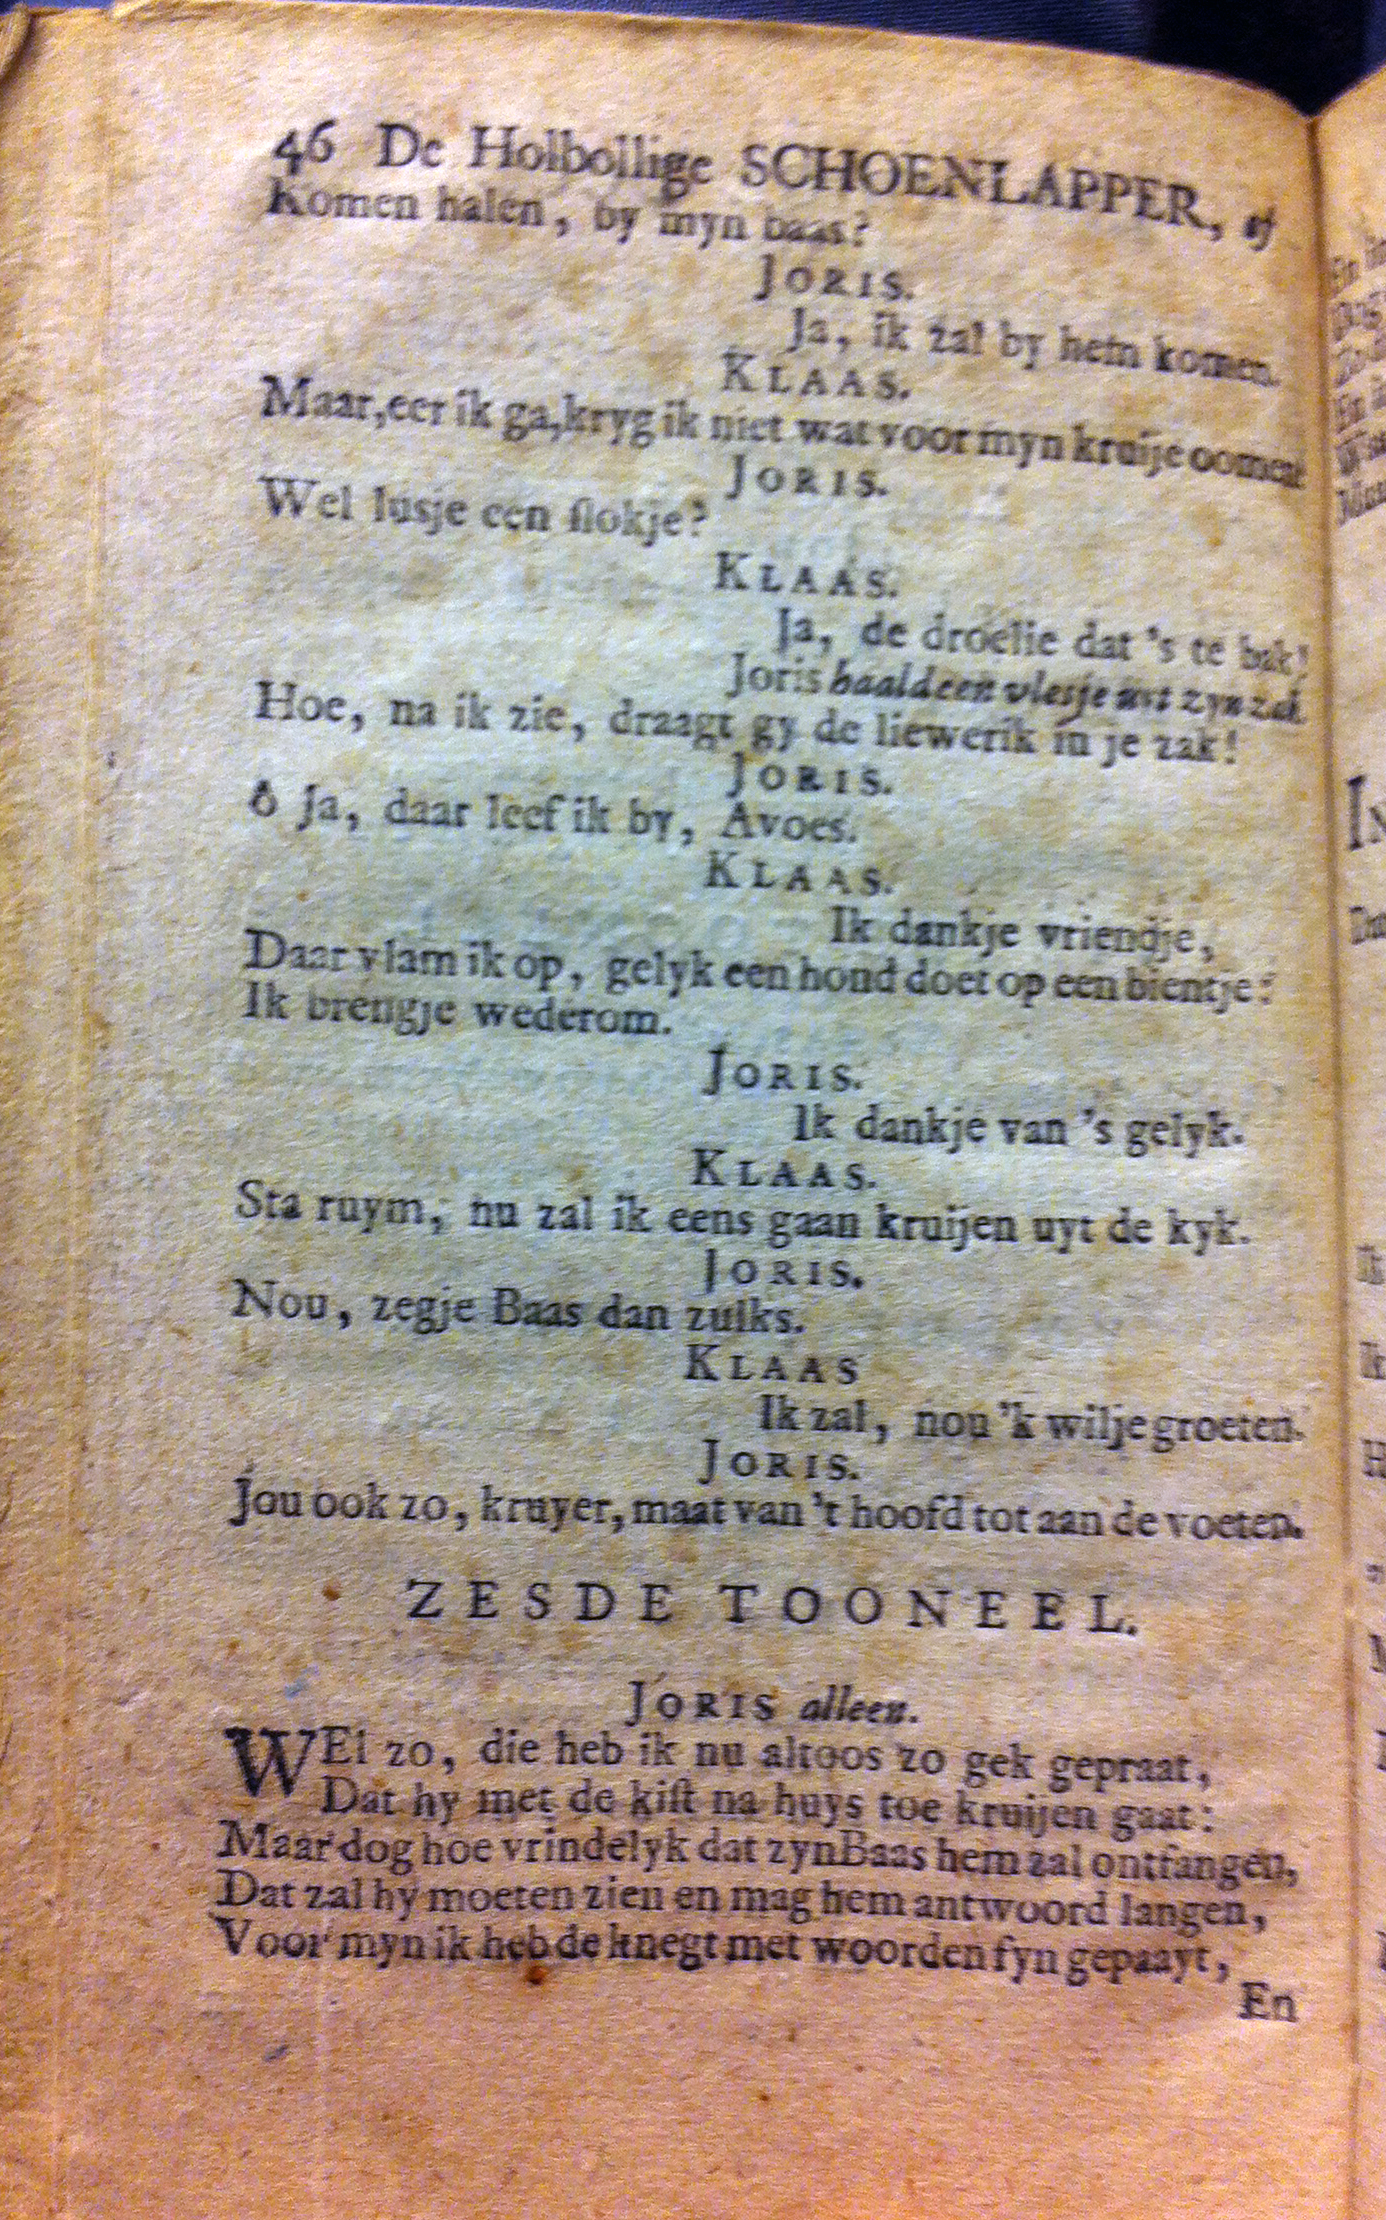 46 De Holbollige SCHOENLAPPER, of
Komen halen, by myn baas?
JORIS.
Ja, ik zal by hem komen.
KLAAS.
Maar, eer ik ga, kryg ik niet wat voor myn kruije oomen?
JORIS.
Wel lusje een slokje?
KLAAS.
Ja, de droelie dat 's te bak!
Joris haald een vlesje uit zyn zak
Hoe, na ik zie, draagt gy de liewerik in je zak!
JORIS.
ô Ja, daar leef ik by, Avoes.
KLAAS.
Ik dankje vriendje,
Daar vlam ik op, gelyk een hond doet op een bientje:
Ik brengje wederom.
JORIS.
Ik dankje van 's gelyk.
KLAAS.
Sta ruym, nu zal ik eens gaan kruijen uyt de kyk.
JORIS.
Nou, zegje Baas dan zulks.
KLAAS
Ik zal, nou 'k wilje groeten.
JORIS.
Jou ook zo, kruyer, maat van 't hoofd tot aan de voeten.
ZESDE TOONEEL.
JORIS alleen.
WEl zo, die heb ik nu altoos zo gek gepraat,
Dat hy met de kist na huys toe kruijen gaat:
Maar dog hoe vrindelyk dat zyn Baas hem zal ontfangen,
Dat zal hy moeten zien en mag hem antwoord langen,
Voor myn ik heb de knegt met woorden fyn gepaayt,
En